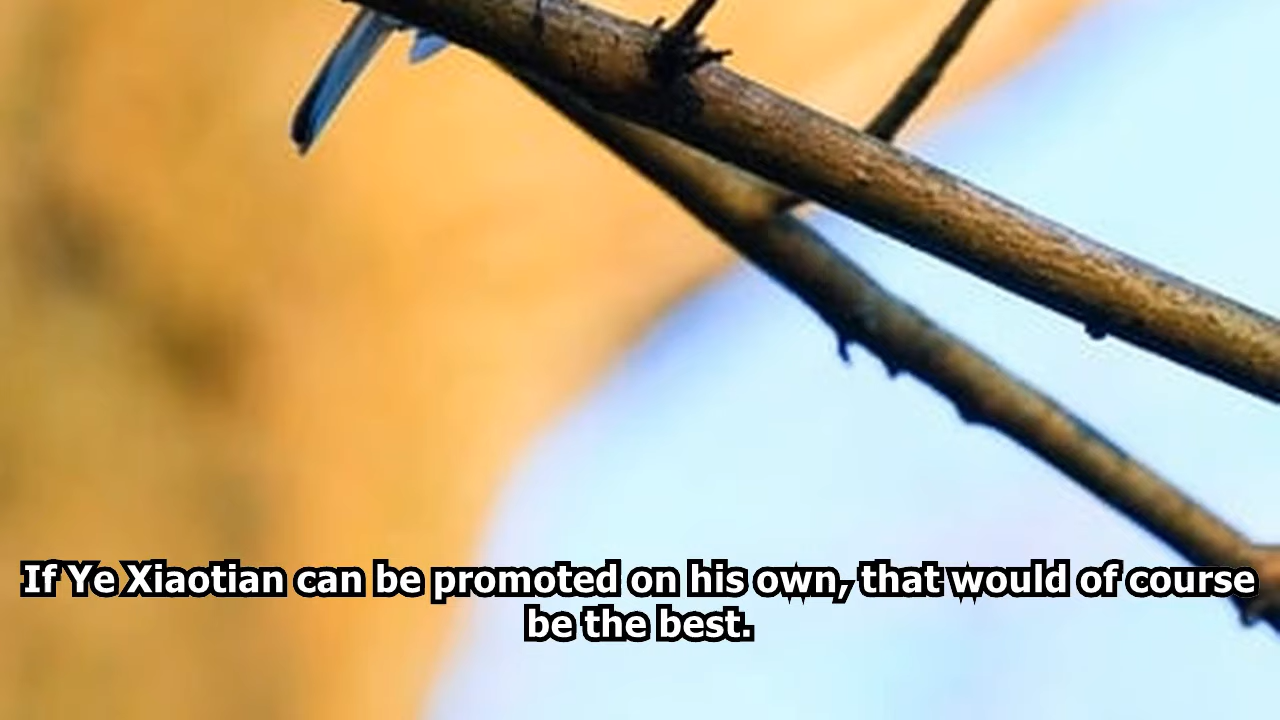 If Ye Xiaotian can be promoted on his own, that would of course
be the best.